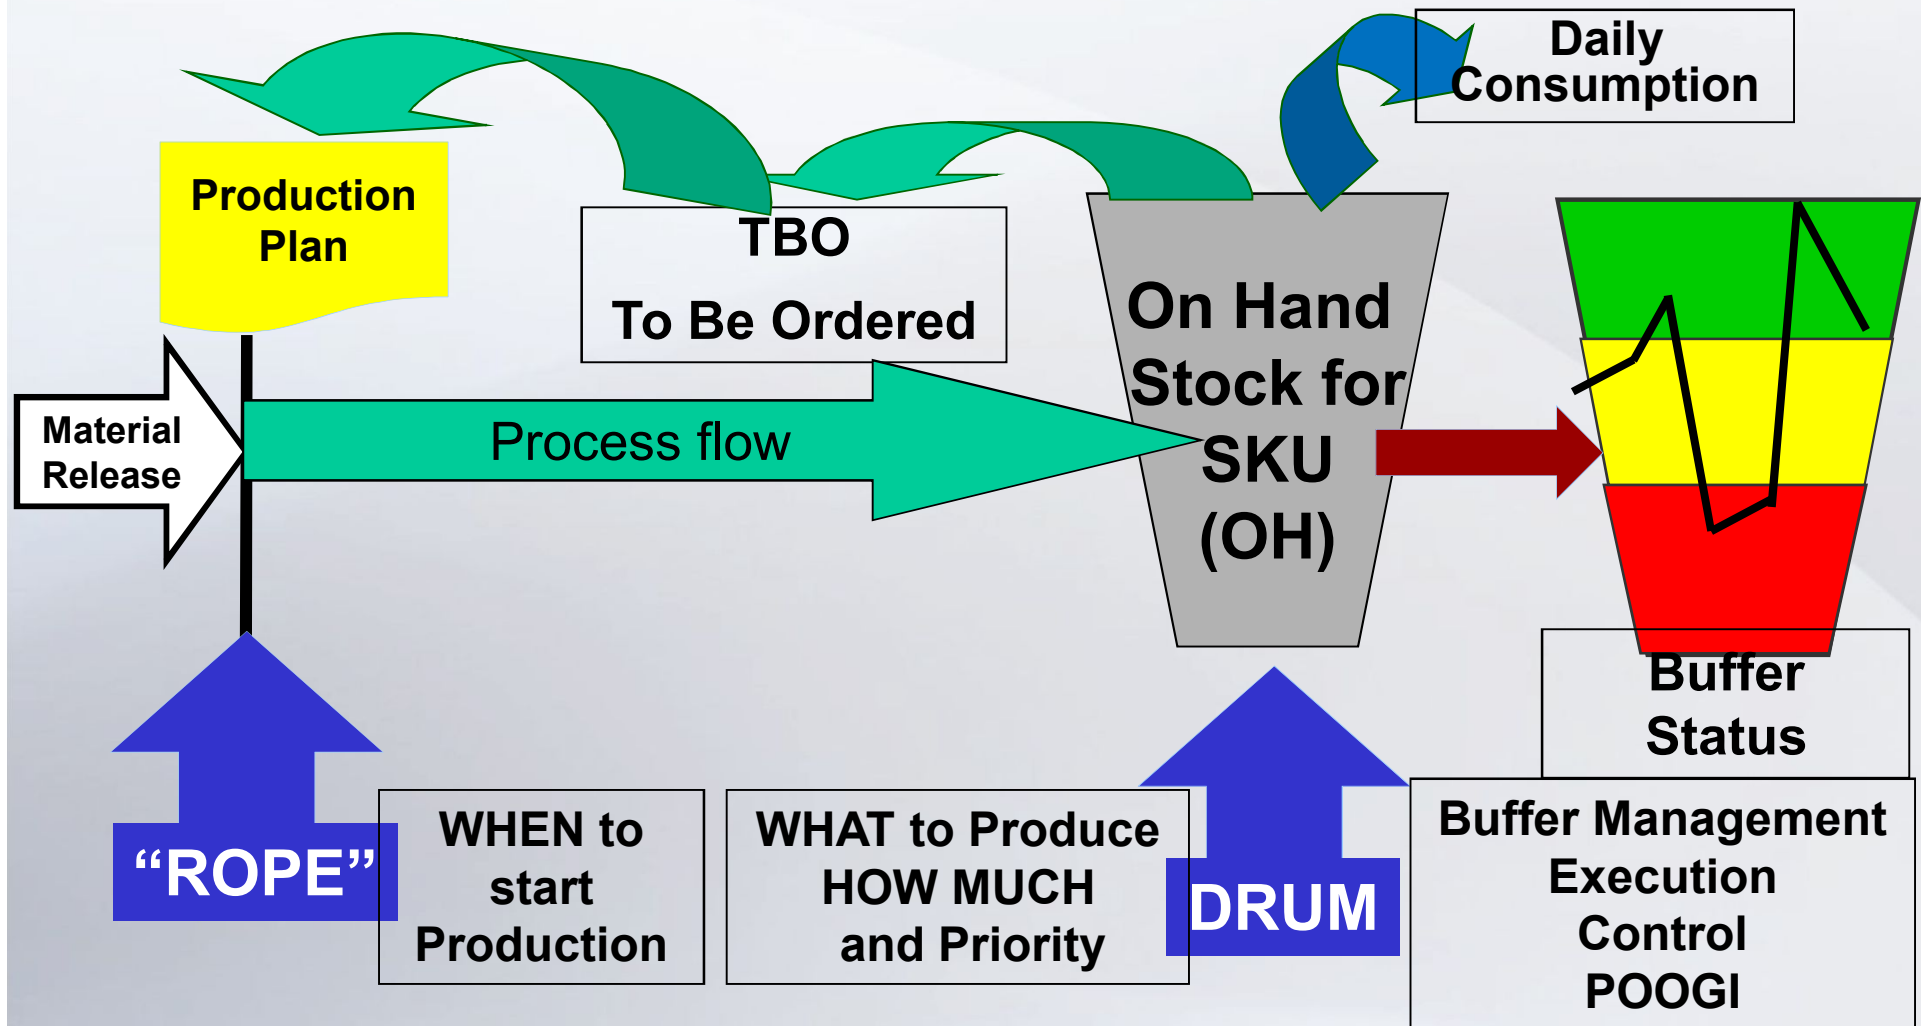 Daily
Consumption
Production
Plan
TBO
To Be Ordered
On Hand
Stock for
SKU
(OH)
Material
Release
Process flow
Buffer
Status
“ROPE”
WHEN to
start
Production
WHAT to Produce
HOW MUCH
and Priority
DRUM
Buffer Management
Execution
Control
POOGI